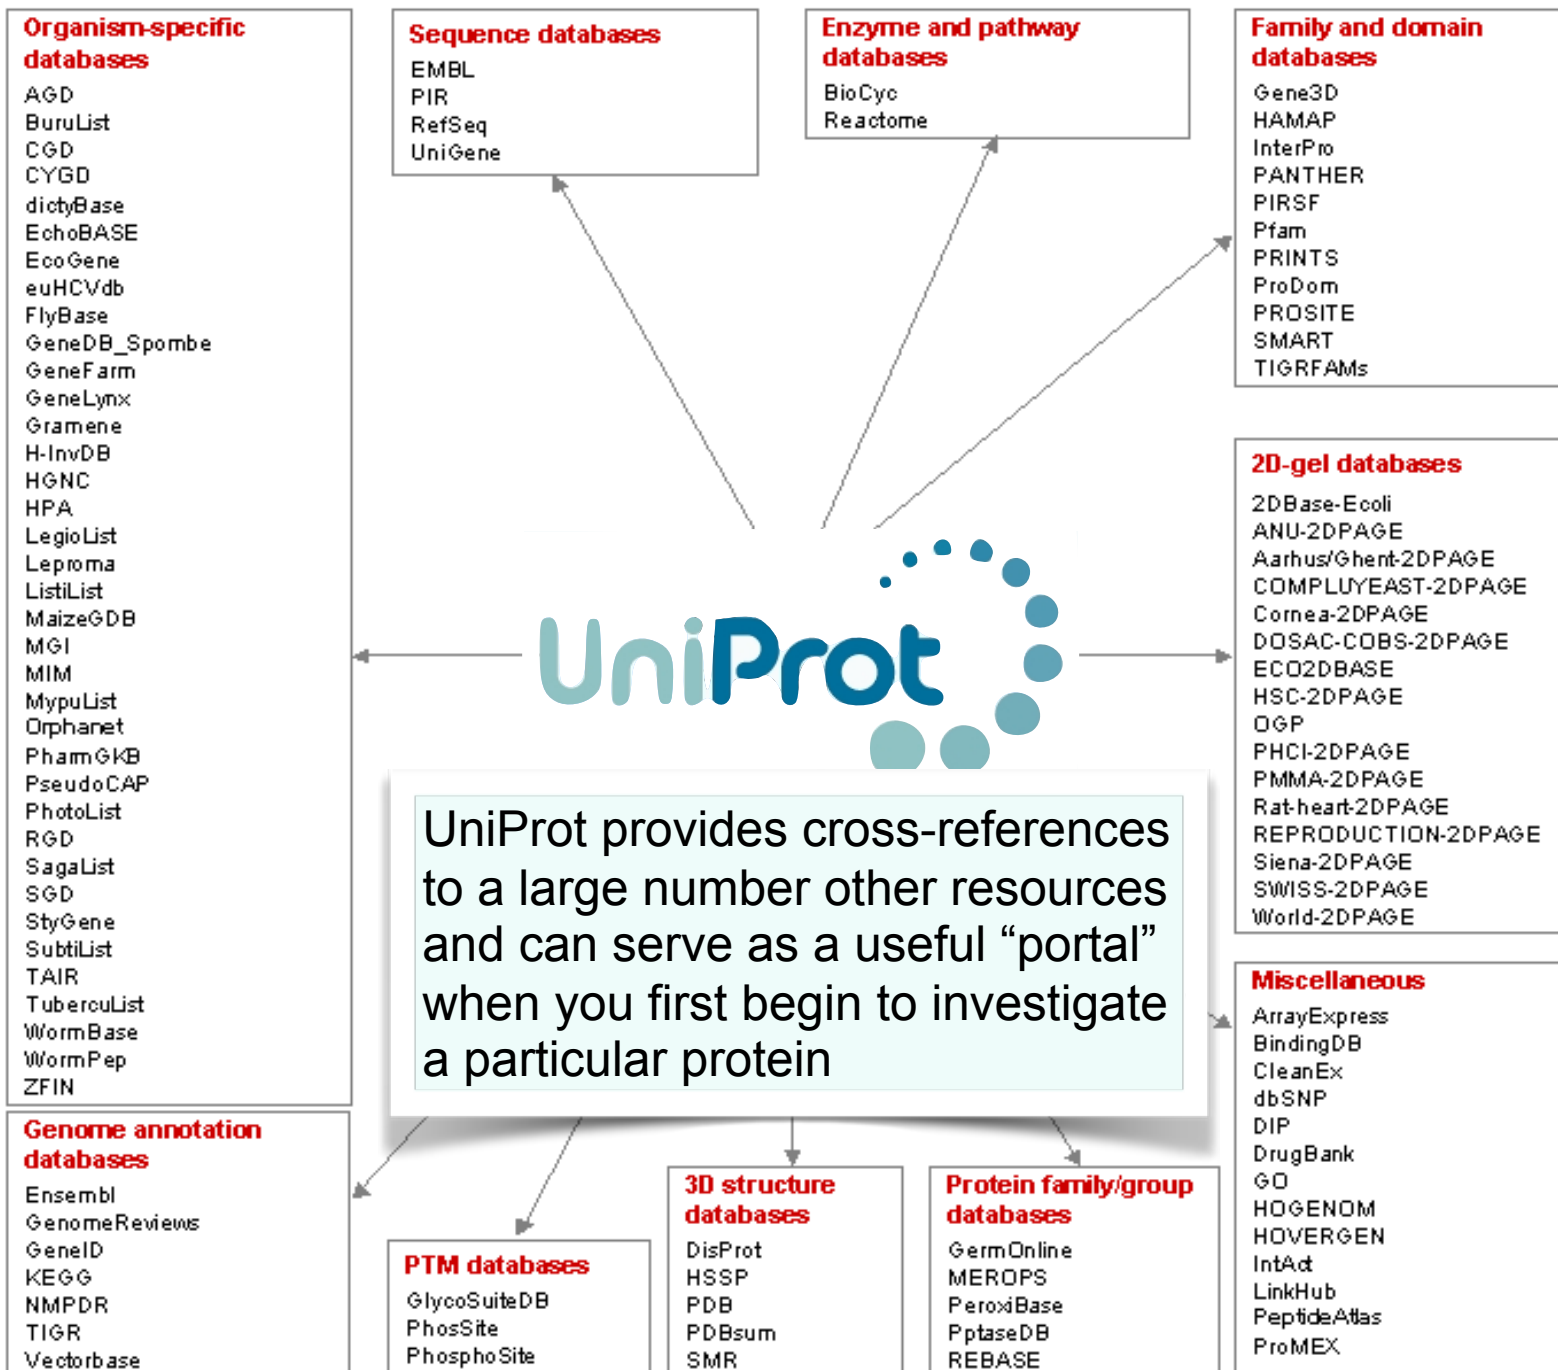 Organism-specific
databases
AGD
BuruList
CGD
CYGD
dictyBase
EchoBASE
EcoGene
euHCVdb
FlyBase
GeneDB_Spombe
GeneFarm
GeneLynx
Gramene
H-InvDB
HGNC
HPA
LegioList
Leproma
ListiList
MaizeGDB
MGI
MIM
MypuList
Orphanet
PharmGKB
PseudoCAP
PhotoList
RGD
SagaList
SGD
StyGene
SubtiList
TAIR
TubercuList
WormBase
WormPep
ZFIN
Genome annotation
databases
Ensembl
GenomeReviews
GeneID
KEGG
NMPDR
TIGR
Vectorbase
Sequence databases
EMBL
PIR
RefSeq
UniGene
Enzyme and pathway
databases
BioCyc
Reactome
Family and domain
databases
Gene3D
HAMAP
InterPro
PANTHER
PIRSF
Pfam
PRINTS
ProDom
PROSITE
SMART
TIGRFAMs
UniProt
UniProt provides cross-references
to a large number other resources
and can serve as a useful “portal”
when you first begin to investigate
a particular protein
2D-gel databases
2DBase-Ecoli
ANU-2DPAGE
Aarhus/Ghent-2DPAGE
COMPLUYEAST-2DPAGE
Cornea-2DPAGE
DOSAC-COBS-2DPAGE
ECO2DBASE
HSC-2DPAGE
OGP
PHCI-2DPAGE
PMMA-2DPAGE
Rat-heart-2DPAGE
REPRODUCTION-2DPAGE
Siena-2DPAGE
SWISS-2DPAGE
World-2DPAGE
Miscellaneous
ArrayExpress
BindingDB
CleanEx
dbSNP
DIP
DrugBank
GO
HOGENOM
HOVERGEN
IntAct
LinkHub
PeptideAtlas
ProMEX
PTM databases
GlycoSuiteDB
PhosSite
PhosphoSite
3D structure
databases
DisProt
HSSP
PDB
PDBsum
SMR
Protein family/group
databases
GermOnline
MEROPS
PeroxiBase
PptaseDB
REBASE